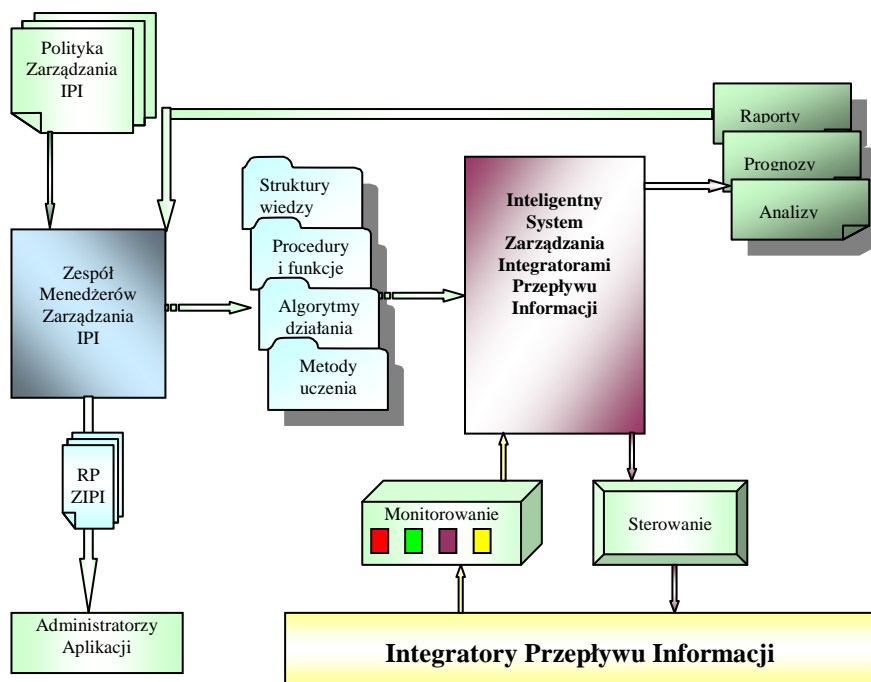 Polityka
Zarządzania
IPI
Raporty
Prognozy
Analizy
Struktury
wiedzy
Procedury
i funkcje
Algorytmy
działania
Metody
uczenia
Inteligentny
System
Zarządzania
Integratorami
Przepływu
Informacji
Zespół
Menedżerów
Zarządzania
IPI
RP
ZIPI
Monitorowanie
Sterowanie
Administratorzy
Aplikacji
Integratory Przepływu Informacji